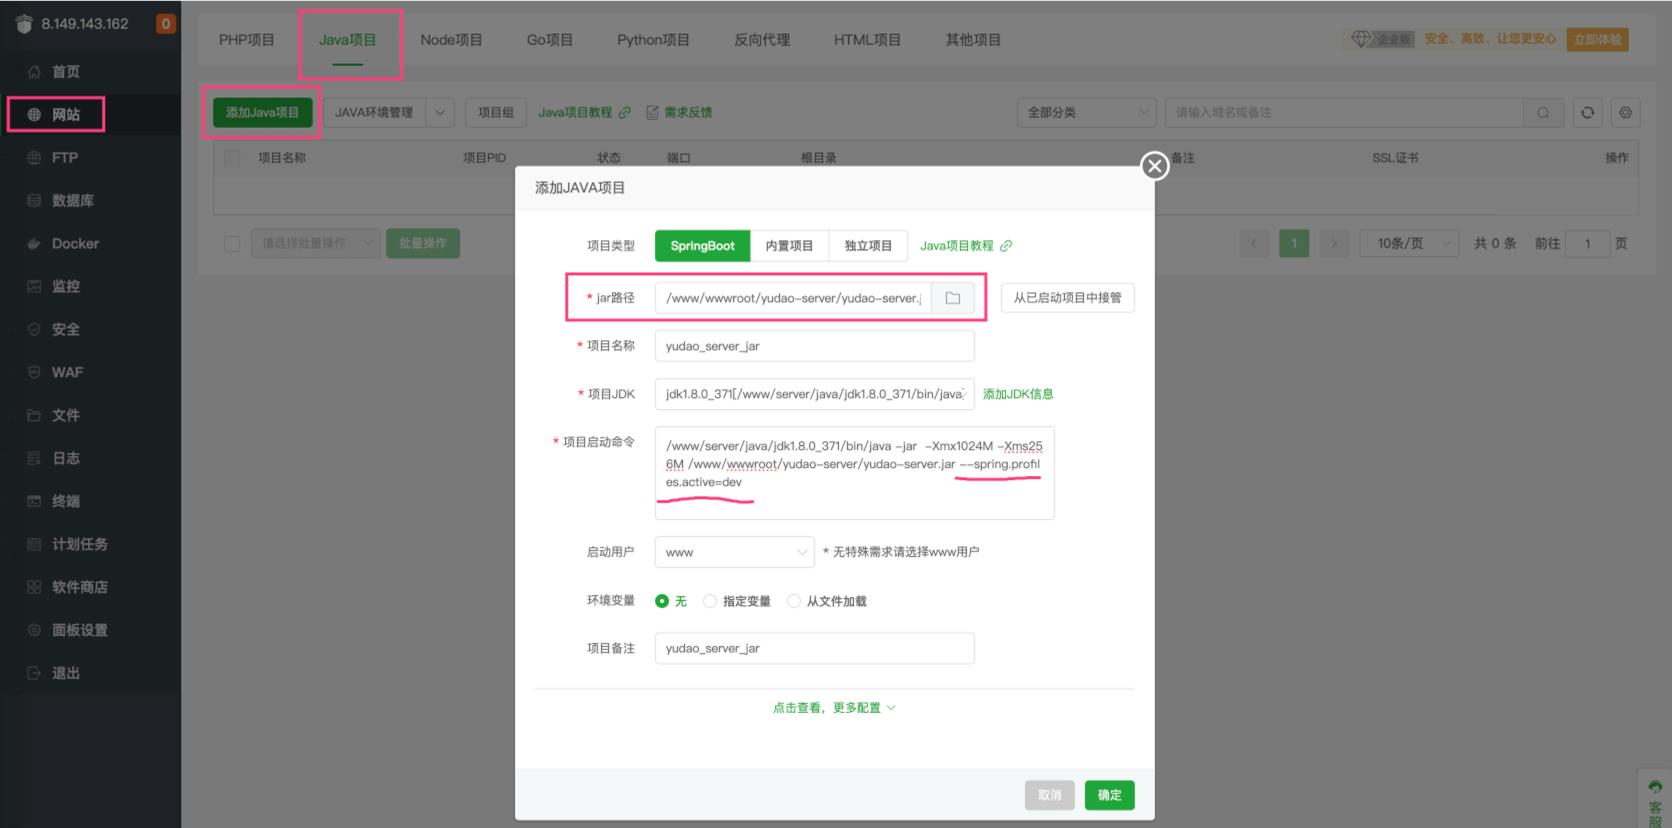 8.149.143.162
0
首页
网站
FTP
数据库
Docker
监控
安全
WAF
文件
日志
终端
计划任务
软件商店
面板设置
退出
PHP项目 Java项目 Node项目 Go项目 Python项目 反向代理 HTML项目 其他项目
企业版 安全、高效、让您更安心 立即体验
添加Java项目 JAVA环境管理 项目组 Java项目教程 需求反馈 全部分类 请输入域名或备注
项目名称 项目PID 状态 端口 根目录 备注 SSL证书 操作
请选择批量操作 批量操作 1 10条/页 共 0 条 前往 1 页
添加JAVA项目
项目类型 SpringBoot 内置项目 独立项目 Java项目教程
* jar路径 /www/wwwroot/yudao-server/yudao-server.j 从已启动项目中接管
* 项目名称 yudao_server_jar
* 项目JDK jdk1.8.0_371[/www/server/java/jdk1.8.0_371/bin/java 添加JDK信息
* 项目启动命令 /www/server/java/jdk1.8.0_371/bin/java -jar -Xmx1024M -Xms25
6M /www/wwwroot/yudao-server/yudao-server.jar --spring.profil
es.active=dev
启动用户 www * 无特殊需求请选择www用户
环境变量 无 指定变量 从文件加载
项目备注 yudao_server_jar
点击查看，更多配置
取消 确定
客服